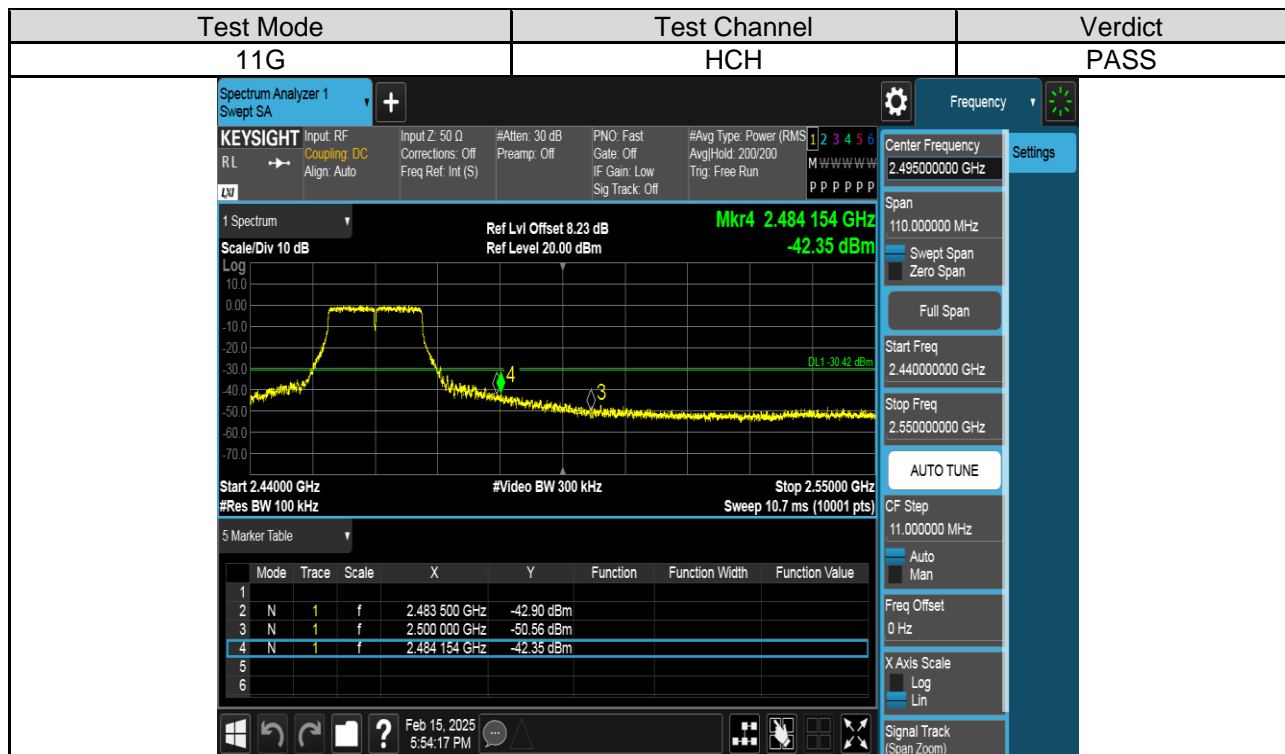 Test Mode Test Channel Verdict
11G HCH PASS
Spectrum Analyzer 1
Swept SA
+
Frequency
KEYSIGHT Input: RF Input Z: 50 Ω #Atten: 30 dB PNO: Fast #Avg Type: Power (RMS 1 2 3 4 5 6
RL Coupling: DC Corrections: Off Preamp: Off Gate: Off Avg|Hold: 200/200 M W W W W W
Align: Auto Freq Ref: Int (S) IF Gain: Low Trig: Free Run
LXI Sig Track: Off P P P P P P
1 Spectrum Ref Lvl Offset 8.23 dB Mkr4 2.484 154 GHz
Scale/Div 10 dB Ref Level 20.00 dBm -42.35 dBm
Log
10.0
0.00
-10.0
-20.0
DL1 -30.42 dBm
-30.0
4
-40.0
3
-50.0
-60.0
-70.0
Start 2.44000 GHz #Video BW 300 kHz Stop 2.55000 GHz
#Res BW 100 kHz Sweep 10.7 ms (10001 pts)
5 Marker Table
Mode Trace Scale X Y Function Function Width Function Value
1
2 N 1 f 2.483 500 GHz -42.90 dBm
3 N 1 f 2.500 000 GHz -50.56 dBm
4 N 1 f 2.484 154 GHz -42.35 dBm
5
6
? Feb 15, 2025
5:54:17 PM
Center Frequency
2.495000000 GHz
Settings
Span
110.000000 MHz
Swept Span
Zero Span
Full Span
Start Freq
2.440000000 GHz
Stop Freq
2.550000000 GHz
AUTO TUNE
CF Step
11.000000 MHz
Auto
Man
Freq Offset
0 Hz
X Axis Scale
Log
Lin
Signal Track
(Span Zoom)